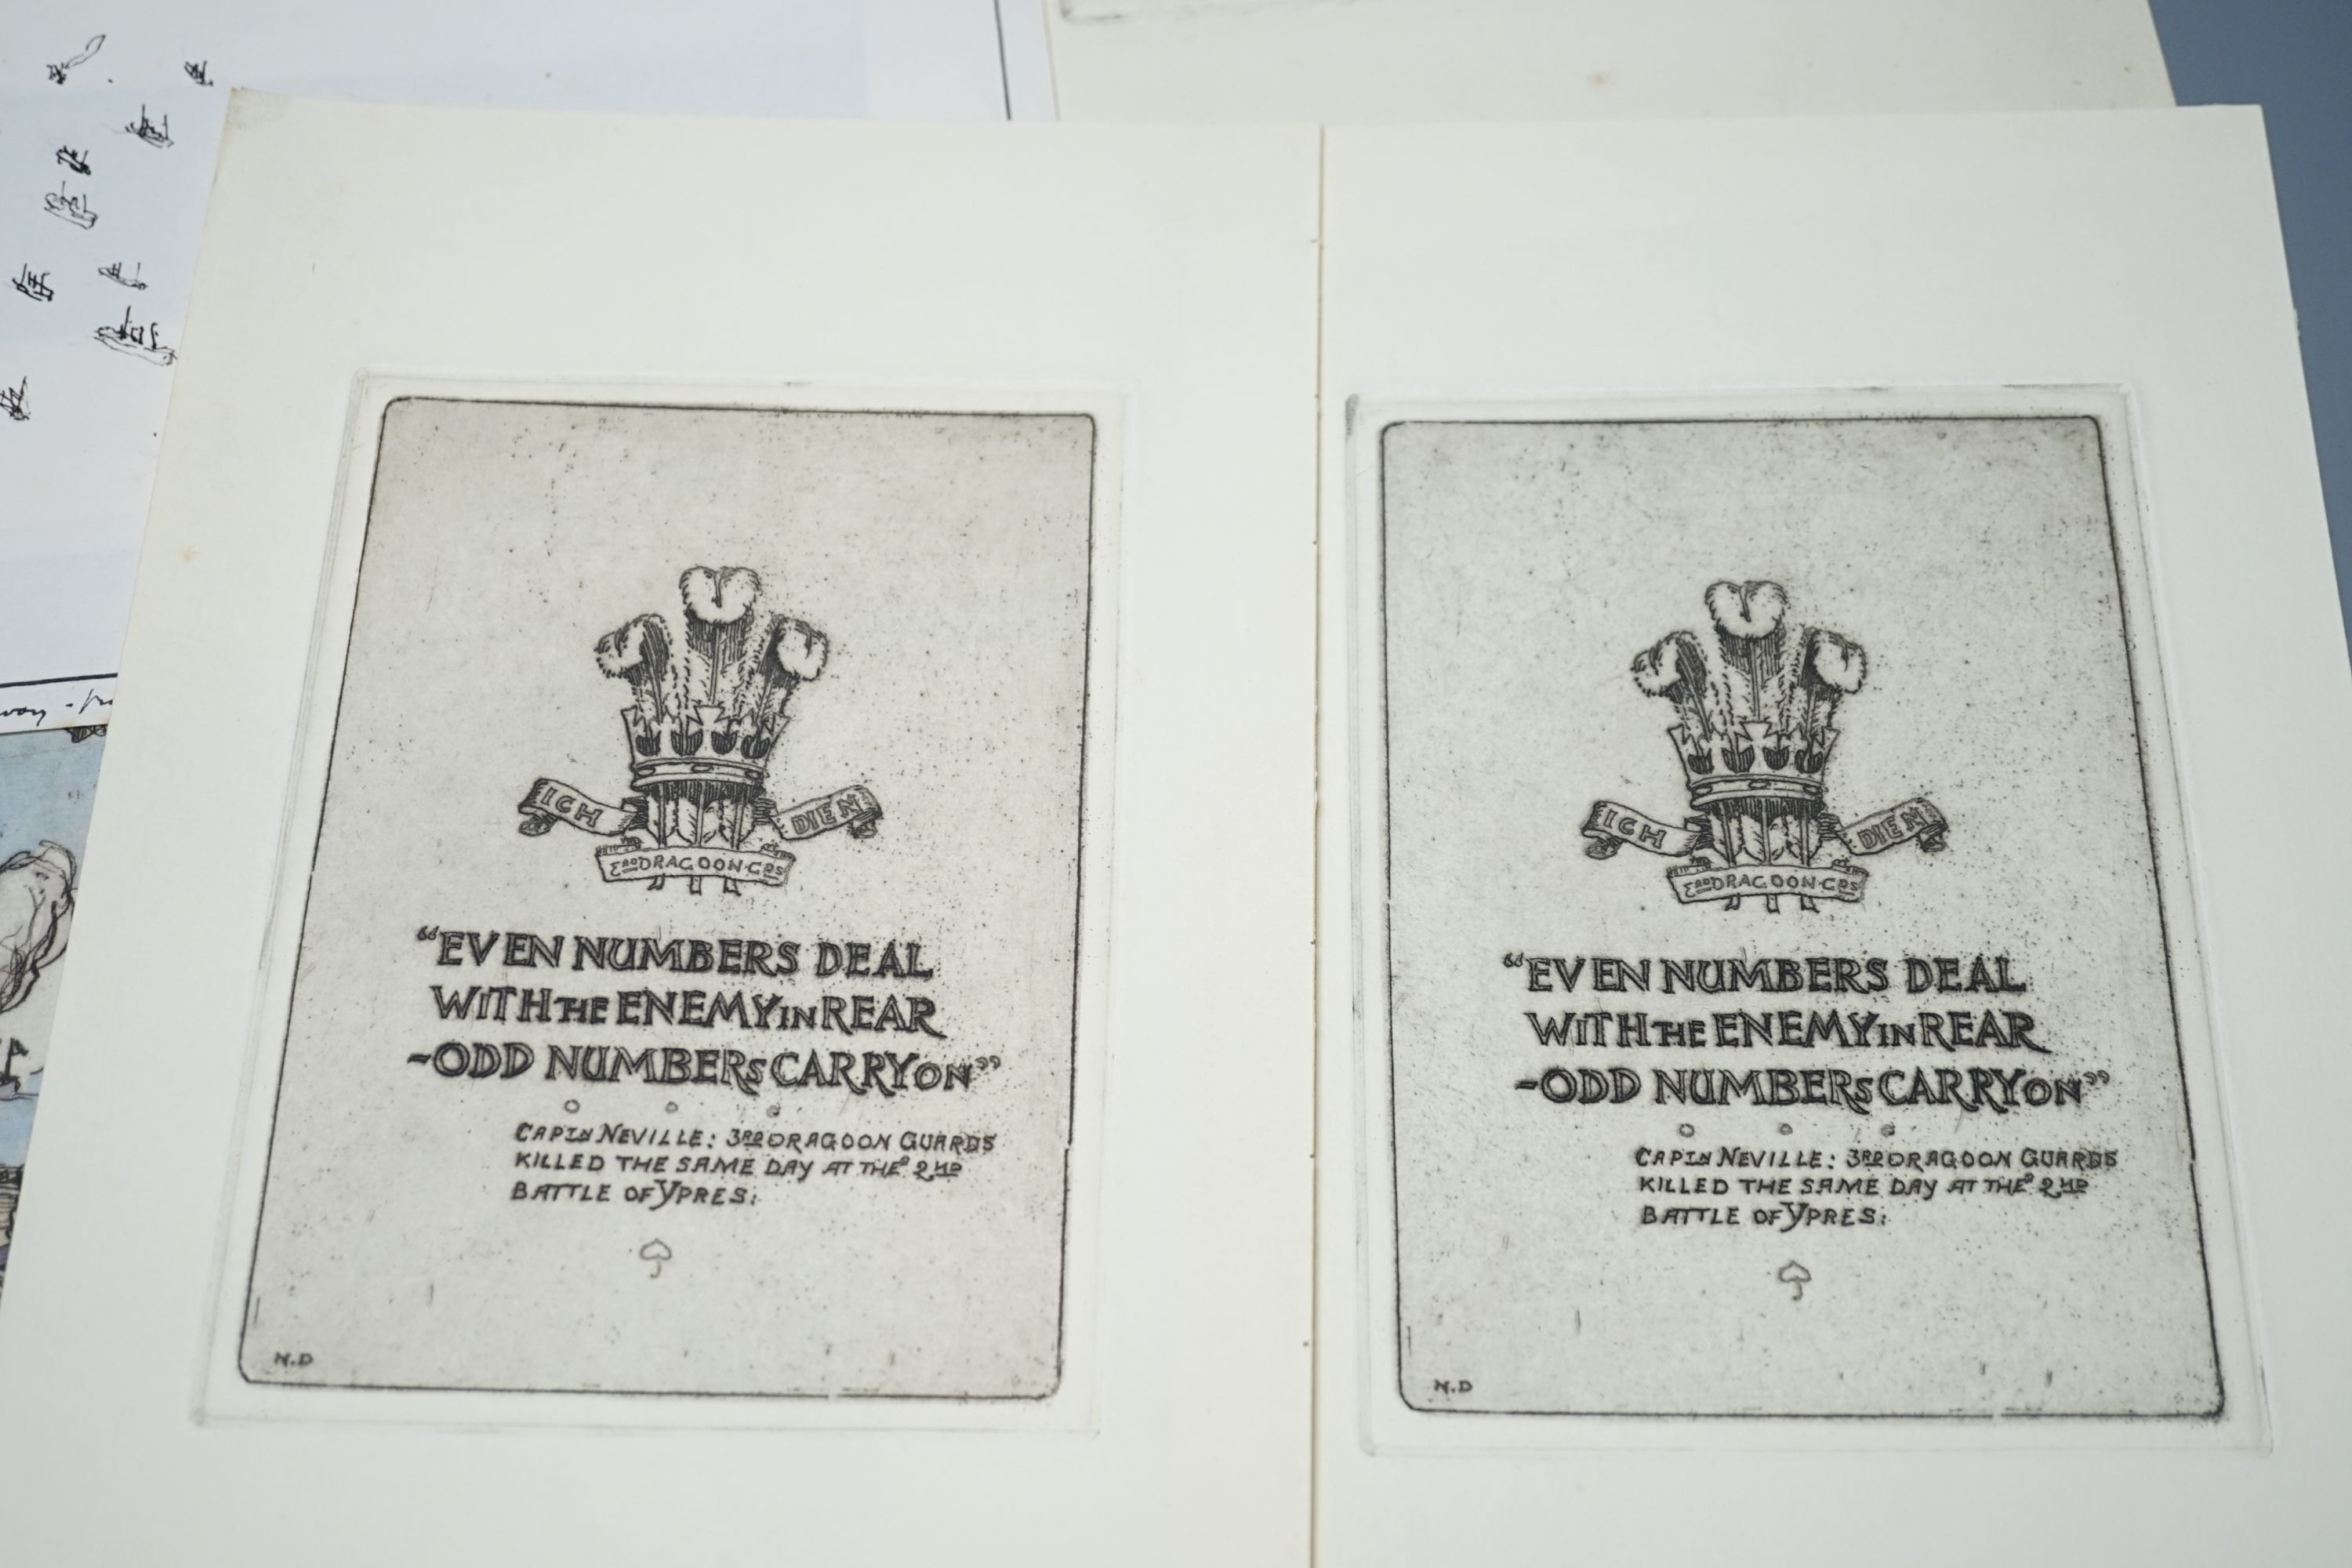 ICH DIEN
3RD DRAGOON·GDS
“EVEN NUMBERS DEAL
WITH THE ENEMY IN REAR
-ODD NUMBERS CARRY ON”
CAPTN NEVILLE: 3RD DRAGOON GUARDS
KILLED THE SAME DAY AT THE 2ND
BATTLE OF YPRES:
N.D
ICH DIEN
3RD DRAGOON·GDS
“EVEN NUMBERS DEAL
WITH THE ENEMY IN REAR
-ODD NUMBERS CARRY ON”
CAPTN NEVILLE: 3RD DRAGOON GUARDS
KILLED THE SAME DAY AT THE 2ND
BATTLE OF YPRES:
N.D